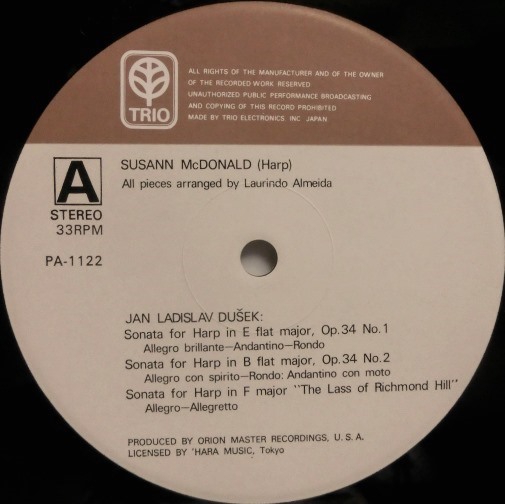 TRIO
ALL RIGHTS OF THE MANUFACTURER AND OF THE OWNER
OF THE RECORDED WORK RESERVED
UNAUTHORIZED PUBLIC PERFORMANCE BROADCASTING
AND COPYING OF THIS RECORD PROHIBITED
MADE BY TRIO ELECTRONICS INC JAPAN
A
STEREO
33RPM
PA-1122
SUSANN McDONALD (Harp)
All pieces arranged by Laurindo Almeida
JAN LADISLAV DUŠEK:
Sonata for Harp in E flat major, Op.34 No.1
Allegro brillante—Andantino—Rondo
Sonata for Harp in B flat major, Op.34 No.2
Allegro con spirito—Rondo: Andantino con moto
Sonata for Harp in F major "The Lass of Richmond Hill"
Allegro—Allegretto
PRODUCED BY ORION MASTER RECORDINGS, U.S.A.
LICENSED BY 'HARA MUSIC, Tokyo